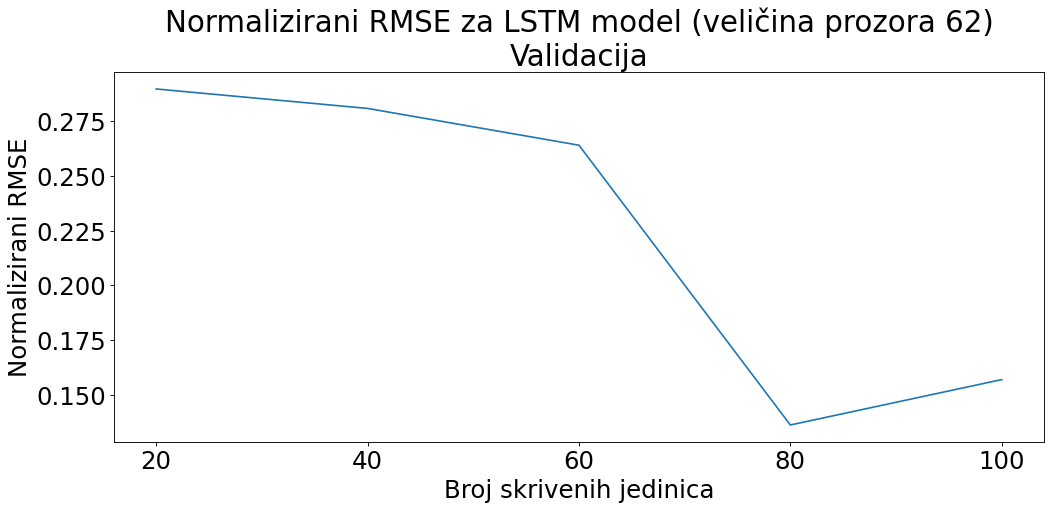 Normalizirani RMSE za LSTM model (veličina prozora 62)
Validacija
Normalizirani RMSE
0.275
0.250
0.225
0.200
0.175
0.150
20 40 60 80 100
Broj skrivenih jedinica